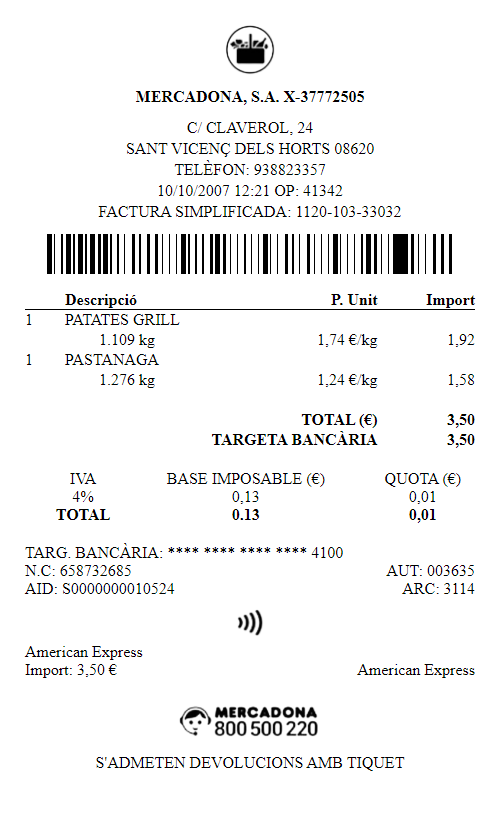 MERCADONA, S.A. X-37772505
C/ CLAVEROL, 24
SANT VICENÇ DELS HORTS 08620
TELÈFON: 938823357
10/10/2007 12:21 OP: 41342
FACTURA SIMPLIFICADA: 1120-103-33032
Descripció P. Unit Import
1 PATATES GRILL
1.109 kg 1,74 €/kg 1,92
1 PASTANAGA
1.276 kg 1,24 €/kg 1,58
TOTAL (€) 3,50
TARGETA BANCÀRIA 3,50
IVA BASE IMPOSABLE (€) QUOTA (€)
4% 0,13 0,01
TOTAL 0.13 0,01
TARG. BANCÀRIA: **** **** **** **** 4100
N.C: 658732685 AUT: 003635
AID: S0000000010524 ARC: 3114
American Express
Import: 3,50 € American Express
MERCADONA
800 500 220
S'ADMETEN DEVOLUCIONS AMB TIQUET